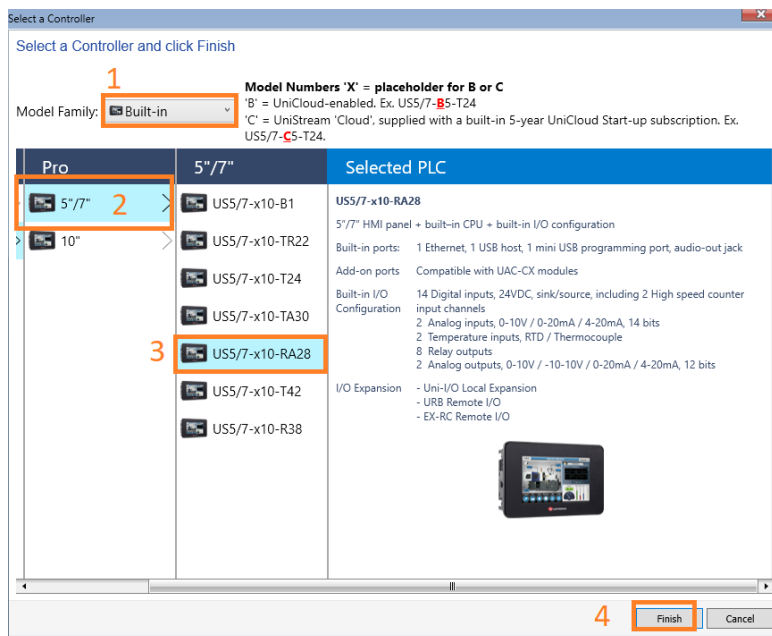 Select a Controller
Select a Controller and click Finish
1
Model Family: Built-in
Model Numbers 'X' = placeholder for B or C
'B' = UniCloud-enabled. Ex. US5/7-B5-T24
'C' = UniStream 'Cloud', supplied with a built-in 5-year UniCloud Start-up subscription. Ex.
US5/7-C5-T24.
Pro
5"/7"
2
10"
5"/7"
US5/7-x10-B1
US5/7-x10-TR22
US5/7-x10-T24
US5/7-x10-TA30
3
US5/7-x10-RA28
US5/7-x10-T42
US5/7-x10-R38
Selected PLC
US5/7-x10-RA28
5"/7" HMI panel + built-in CPU + built-in I/O configuration
Built-in ports: 1 Ethernet, 1 USB host, 1 mini USB programming port, audio-out jack
Add-on ports Compatible with UAC-CX modules
Built-in I/O 14 Digital inputs, 24VDC, sink/source, including 2 High speed counter
Configuration input channels
2 Analog inputs, 0-10V / 0-20mA / 4-20mA, 14 bits
2 Temperature inputs, RTD / Thermocouple
8 Relay outputs
2 Analog outputs, 0-10V / -10-10V / 0-20mA / 4-20mA, 12 bits
I/O Expansion - Uni-I/O Local Expansion
- URB Remote I/O
- EX-RC Remote I/O
4
Finish
Cancel